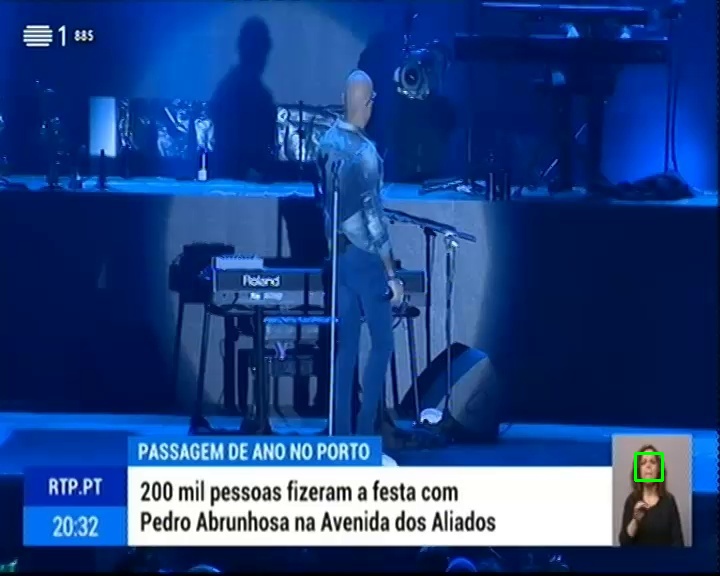 1 885
Roland
PASSAGEM DE ANO NO PORTO
RTP.PT
200 mil pessoas fizeram a festa com
20:32
Pedro Abrunhosa na Avenida dos Aliados